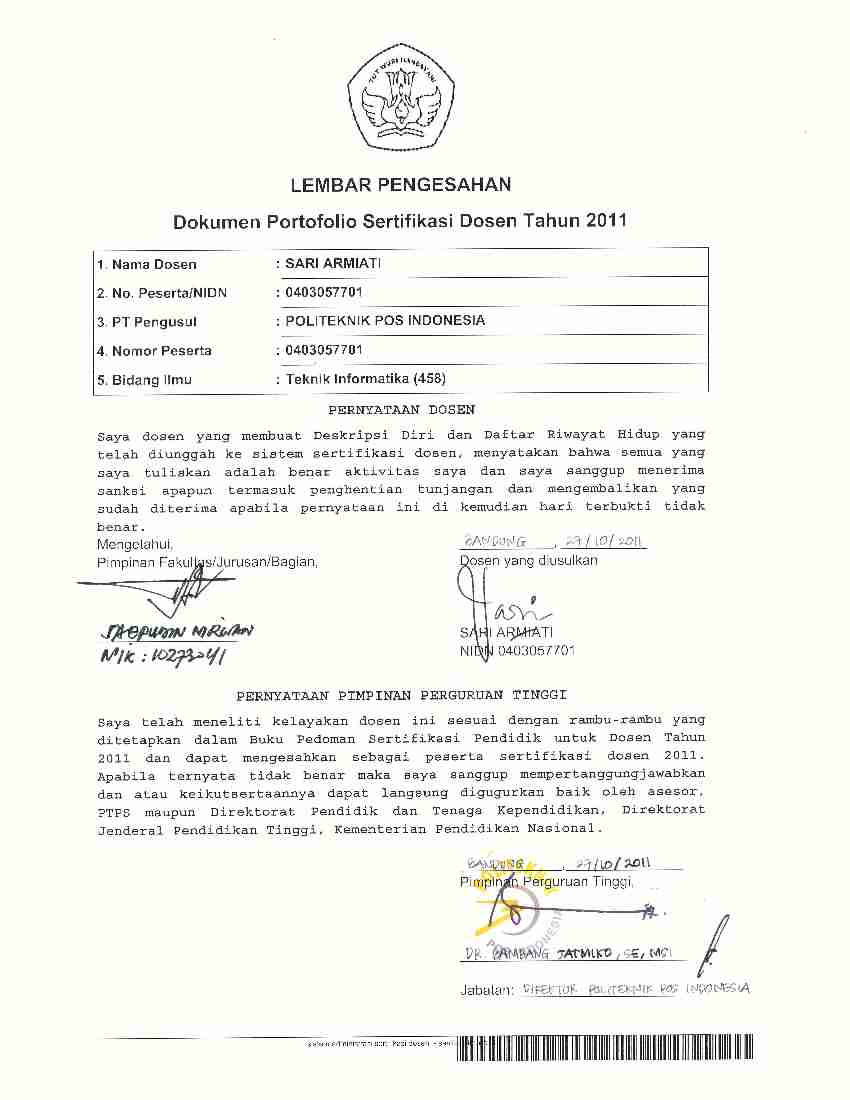 TUT WURI HANDAYANI
LEMBAR PENGESAHAN
Dokumen Portofolio Sertifikasi Dosen Tahun 2011
1. Nama Dosen : SARI ARMIATI
2. No. Peserta/NIDN : 0403057701
3. PT Pengusul : POLITEKNIK POS INDONESIA
4. Nomor Peserta : 0403057701
5. Bidang Ilmu : Teknik Informatika (458)
PERNYATAAN DOSEN
Saya dosen yang membuat Deskripsi Diri dan Daftar Riwayat Hidup yang
telah diunggah ke sistem sertifikasi dosen, menyatakan bahwa semua yang
saya tuliskan adalah benar aktivitas saya dan saya sanggup menerima
sanksi apapun termasuk penghentian tunjangan dan mengembalikan yang
sudah diterima apabila pernyataan ini di kemudian hari terbukti tidak
benar.
Mengetahui,
Pimpinan Fakultas/Jurusan/Bagian,
NIK : 10273041
BANDUNG , 27/10/2011
Dosen yang diusulkan
SARI ARMIATI
NIDN 0403057701
PERNYATAAN PIMPINAN PERGURUAN TINGGI
Saya telah meneliti kelayakan dosen ini sesuai dengan rambu-rambu yang
ditetapkan dalam Buku Pedoman Sertifikasi Pendidik untuk Dosen Tahun
2011 dan dapat mengesahkan sebagai peserta sertifikasi dosen 2011.
Apabila ternyata tidak benar maka saya sanggup mempertanggungjawabkan
dan atau keikutsertaannya dapat langsung digugurkan baik oleh asesor,
PTPS maupun Direktorat Pendidik dan Tenaga Kependidikan, Direktorat
Jenderal Pendidikan Tinggi, Kementerian Pendidikan Nasional.
BANDUNG , 27/10/2011
Pimpinan Perguruan Tinggi,
DR. BAMBANG JATMIKO, SE, MSI
Jabatan: DIREKTUR POLITEKNIK POS INDONESIA